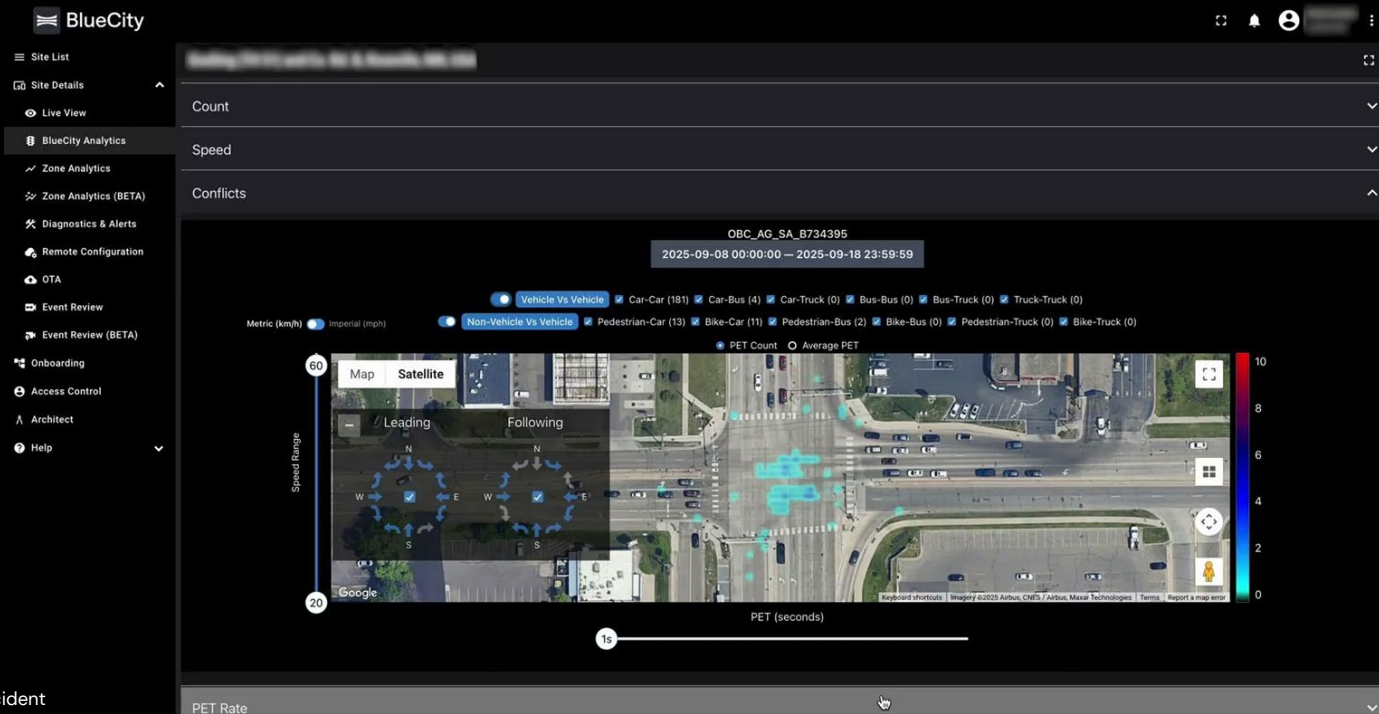 BlueCity
Site List
Site Details
Live View
BlueCity Analytics
Zone Analytics
Zone Analytics (BETA)
Diagnostics & Alerts
Remote Configuration
OTA
Event Review
Event Review (BETA)
Onboarding
Access Control
Architect
Help
Count
Speed
Conflicts
OBC_AG_SA_B734395
2025-09-08 00:00:00 — 2025-09-18 23:59:59
Vehicle Vs Vehicle Car-Car (181) Car-Bus (4) Car-Truck (0) Bus-Bus (0) Bus-Truck (0) Truck-Truck (0)
Metric (km/h) Imperial (mph)
Non-Vehicle Vs Vehicle Pedestrian-Car (13) Bike-Car (11) Pedestrian-Bus (2) Bike-Bus (0) Pedestrian-Truck (0) Bike-Truck (0)
PET Count Average PET
60
Speed Range
20
Map Satellite
Leading Following
N N
W E W E
S S
Google
Keyboard shortcuts Imagery ©2025 Airbus, CNES / Airbus, Maxar Technologies Terms Report a map error
10
8
6
4
2
0
PET (seconds)
1s
PET Rate
cident